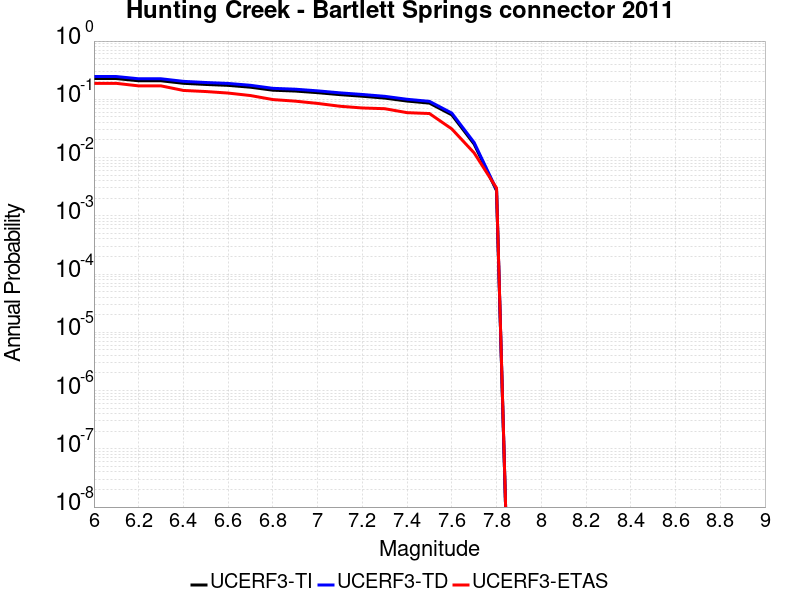 Hunting Creek - Bartlett Springs connector 2011
10^0
10^-1
10^-2
10^-3
10^-4
10^-5
10^-6
10^-7
10^-8
Annual Probability
6 6.2 6.4 6.6 6.8 7 7.2 7.4 7.6 7.8 8 8.2 8.4 8.6 8.8 9
Magnitude
UCERF3-TI UCERF3-TD UCERF3-ETAS